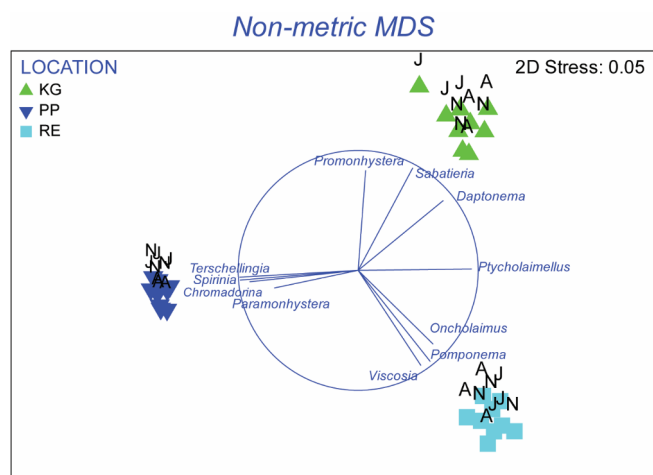 Non-metric MDS
LOCATION
KG
PP
RE
2D Stress: 0.05
J
J
J
A
N
A
N
N
A
Promonhystera
Sabatieria
Daptonema
Ptycholaimellus
Terschellingia
Spirinia
Chromadorina
Paramonhystera
Oncholaimus
Pomponema
Viscosia
N
J
J
J
N
N
A
A
A
A
J
N
A
N
J
J
N
A